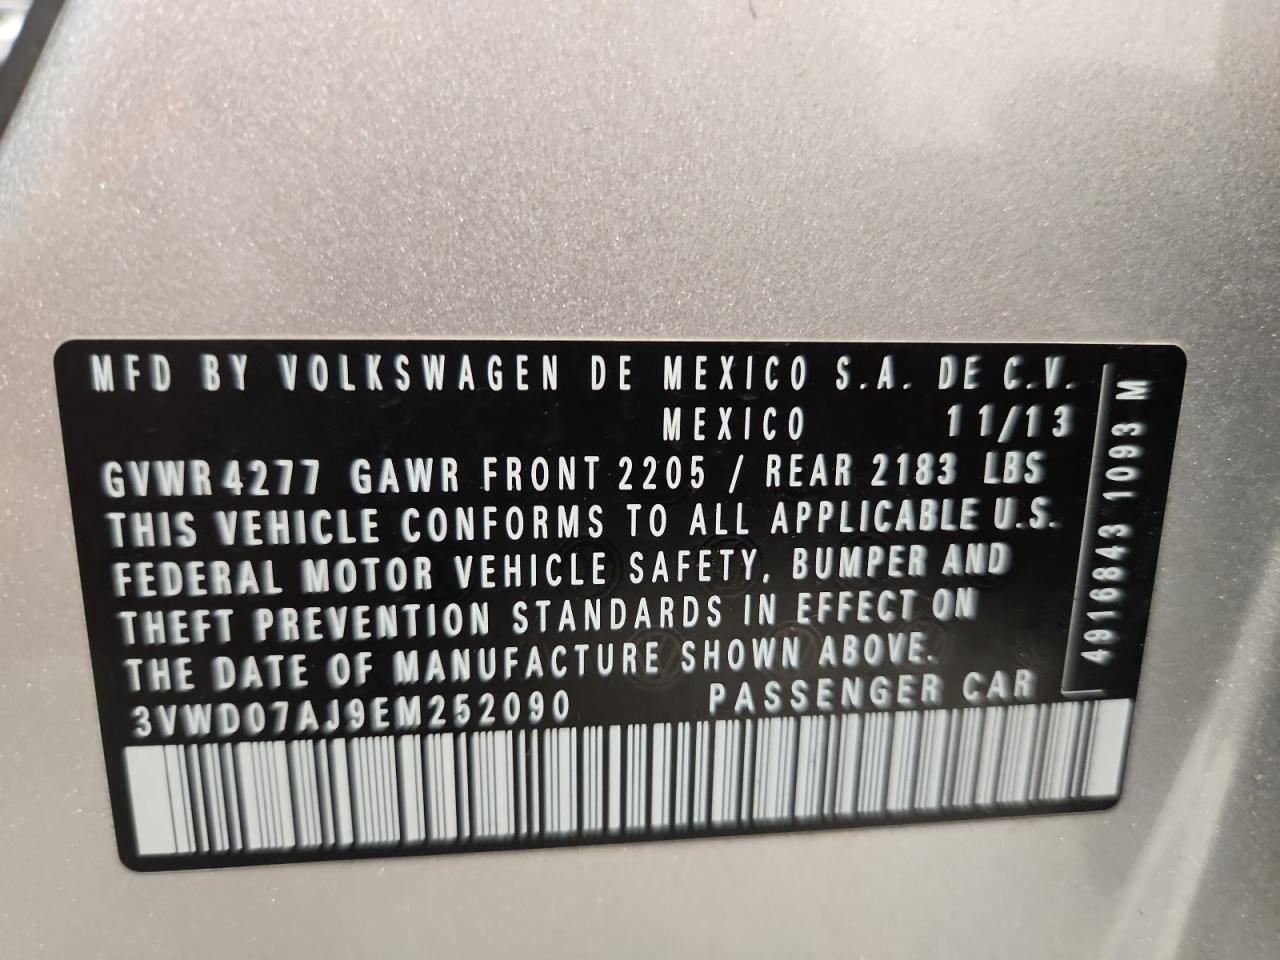 MFD BY VOLKSWAGEN DE MEXICO S.A. DE C.V.
MEXICO 11/13
GVWR 4277 GAWR FRONT 2205 / REAR 2183 LBS
THIS VEHICLE CONFORMS TO ALL APPLICABLE U.S.
FEDERAL MOTOR VEHICLE SAFETY, BUMPER AND
THEFT PREVENTION STANDARDS IN EFFECT ON
THE DATE OF MANUFACTURE SHOWN ABOVE.
3VWD07AJ9EM252090 PASSENGER CAR
4916843 1093 M